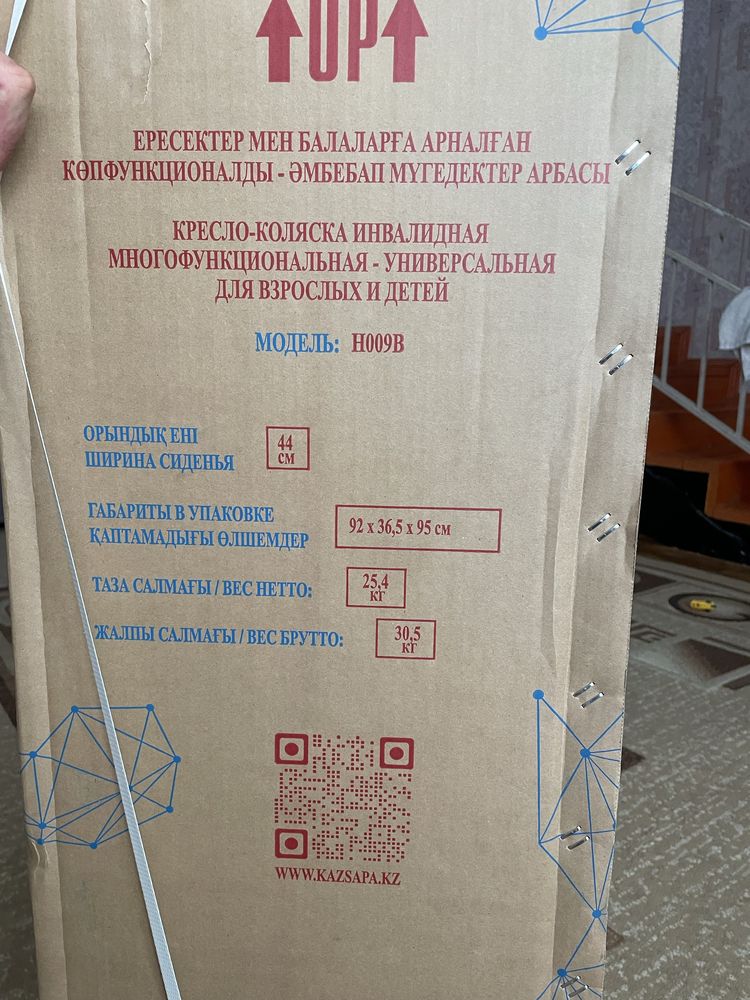 UP
ЕРЕСЕКТЕР МЕН БАЛАЛАРҒА АРНАЛҒАН
КӨПФУНКЦИОНАЛДЫ - ӘМБЕБАП МҮГЕДЕКТЕР АРБАСЫ
КРЕСЛО-КОЛЯСКА ИНВАЛИДНАЯ
МНОГОФУНКЦИОНАЛЬНАЯ - УНИВЕРСАЛЬНАЯ
ДЛЯ ВЗРОСЛЫХ И ДЕТЕЙ
МОДЕЛЬ: H009B
ОРЫНДЫҚ ЕНІ
ШИРИНА СИДЕНЬЯ
44
СМ
ГАБАРИТЫ В УПАКОВКЕ
ҚАПТАМАДЫҒЫ ӨЛШЕМДЕР
92 x 36,5 x 95 см
ТАЗА САЛМАҒЫ / ВЕС НЕТТО:
25,4
КГ
ЖАЛПЫ САЛМАҒЫ / ВЕС БРУТТО:
30,5
КГ
WWW.KAZSAPA.KZ